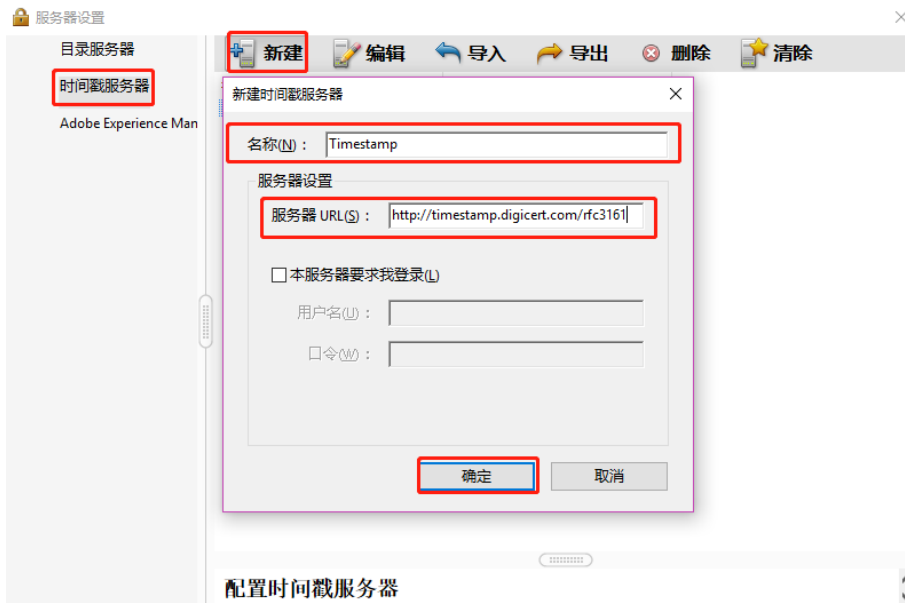 服务器设置
目录服务器
时间戳服务器
Adobe Experience Man
新建 编辑 导入 导出 删除 清除
新建时间戳服务器
名称(N)： Timestamp
服务器设置
服务器 URL(S)： http://timestamp.digicert.com/rfc3161
本服务器要求我登录(L)
用户名(U)：
口令(W)：
确定 取消
配置时间戳服务器